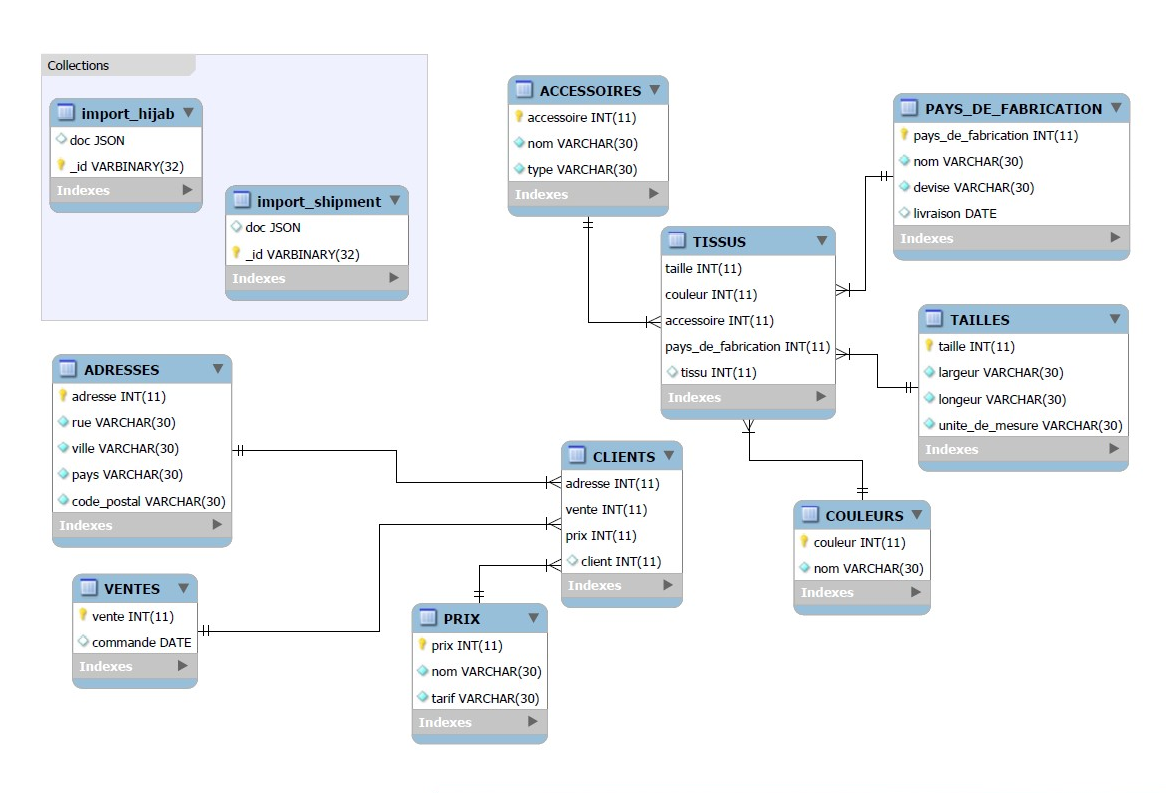 Collections
import_hijab
doc JSON
_id VARBINARY(32)
Indexes
import_shipment
doc JSON
_id VARBINARY(32)
Indexes
ACCESSOIRES
accessoire INT(11)
nom VARCHAR(30)
type VARCHAR(30)
Indexes
PAYS_DE_FABRICATION
pays_de_fabrication INT(11)
nom VARCHAR(30)
devise VARCHAR(30)
livraison DATE
Indexes
TISSUS
taille INT(11)
couleur INT(11)
accessoire INT(11)
pays_de_fabrication INT(11)
tissu INT(11)
Indexes
TAILLES
taille INT(11)
largeur VARCHAR(30)
longeur VARCHAR(30)
unite_de_mesure VARCHAR(30)
Indexes
ADRESSES
adresse INT(11)
rue VARCHAR(30)
ville VARCHAR(30)
pays VARCHAR(30)
code_postal VARCHAR(30)
Indexes
CLIENTS
adresse INT(11)
vente INT(11)
prix INT(11)
client INT(11)
Indexes
COULEURS
couleur INT(11)
nom VARCHAR(30)
Indexes
VENTES
vente INT(11)
commande DATE
Indexes
PRIX
prix INT(11)
nom VARCHAR(30)
tarif VARCHAR(30)
Indexes